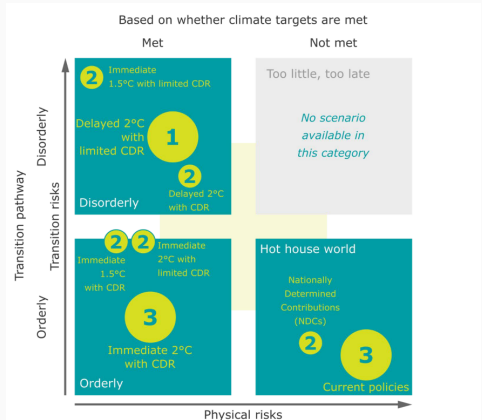 Based on whether climate targets are met
Met
Not met
Transition pathway
Transition risks
Disorderly
Orderly
2
Immediate
1.5°C with limited CDR
Delayed 2°C
with
limited CDR
1
2
Delayed 2°C
with CDR
Disorderly
Too little, too late
No scenario
available in
this category
2
2
Immediate
1.5°C
with CDR
Immediate
2°C with
limited CDR
3
Immediate 2°C
with CDR
Orderly
Hot house world
Nationally
Determined
Contributions
(NDCs)
2
3
Current policies
Physical risks